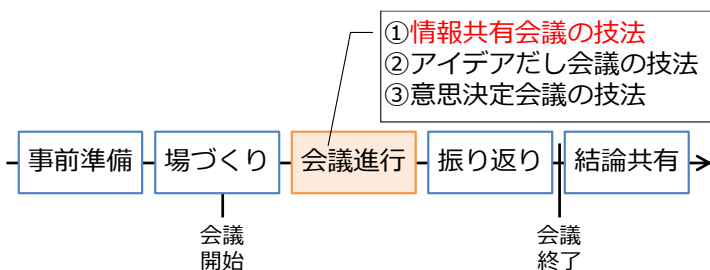 ①情報共有会議の技法
②アイデアだし会議の技法
③意思決定会議の技法
事前準備
場づくり
会議進行
振り返り
結論共有
会議
開始
会議
終了